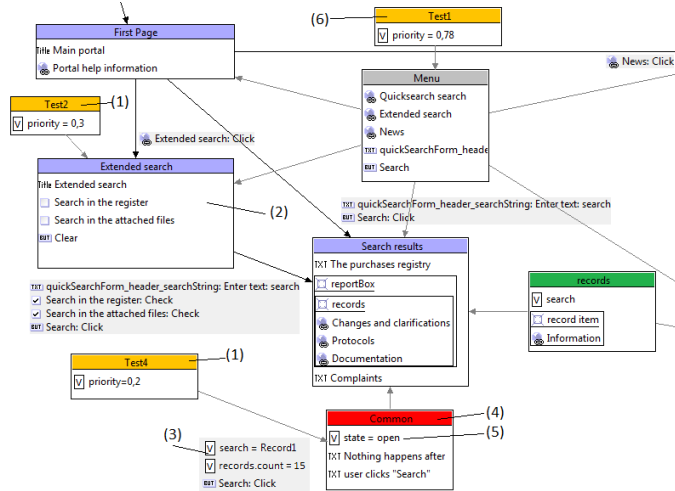 First Page
Title Main portal
Portal help information
(6)
Test1
V priority = 0,78
News: Click
Menu
Quicksearch search
Extended search
News
TXT quickSearchForm_heade
BUT Search
(1)
Test2
V priority = 0,3
Extended search: Click
Extended search
Title Extended search
Search in the register
Search in the attached files
BUT Clear
(2)
TXT quickSearchForm_header_searchString: Enter text: search
BUT Search: Click
Search results
TXT The purchases registry
reportBox
records
Changes and clarifications
Protocols
Documentation
TXT Complaints
records
V search
record item
Information
TXT quickSearchForm_header_searchString: Enter text: search
Search in the register: Check
Search in the attached files: Check
BUT Search: Click
Test4
(1)
V priority=0,2
(3)
V search = Record1
V records.count = 15
BUT Search: Click
Common
(4)
V state = open
(5)
TXT Nothing happens after
TXT user clicks "Search"